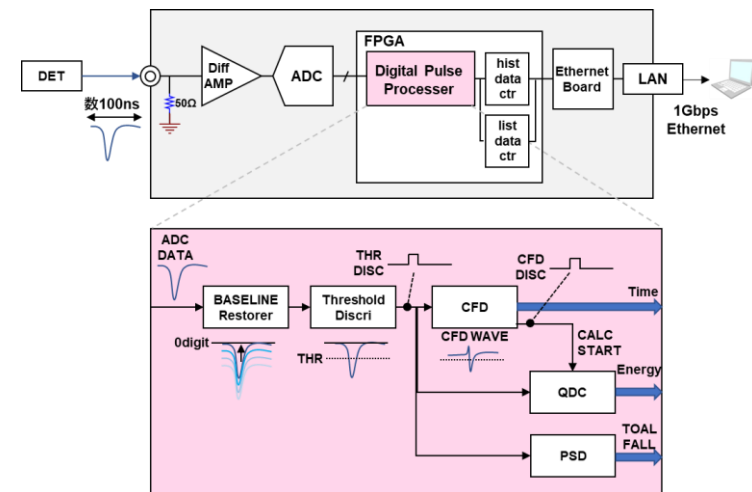 FPGA
DET
Diff
AMP
ADC
Digital Pulse
Processer
hist
data
ctr
Ethernet
Board
LAN
50Ω
数100ns
list
data
ctr
1Gbps
Ethernet
ADC
DATA
THR
DISC
CFD
DISC
Time
BASELINE
Restorer
Threshold
Discri
CFD
0digit
THR
CFD WAVE
CALC
START
Energy
QDC
TOAL
FALL
PSD